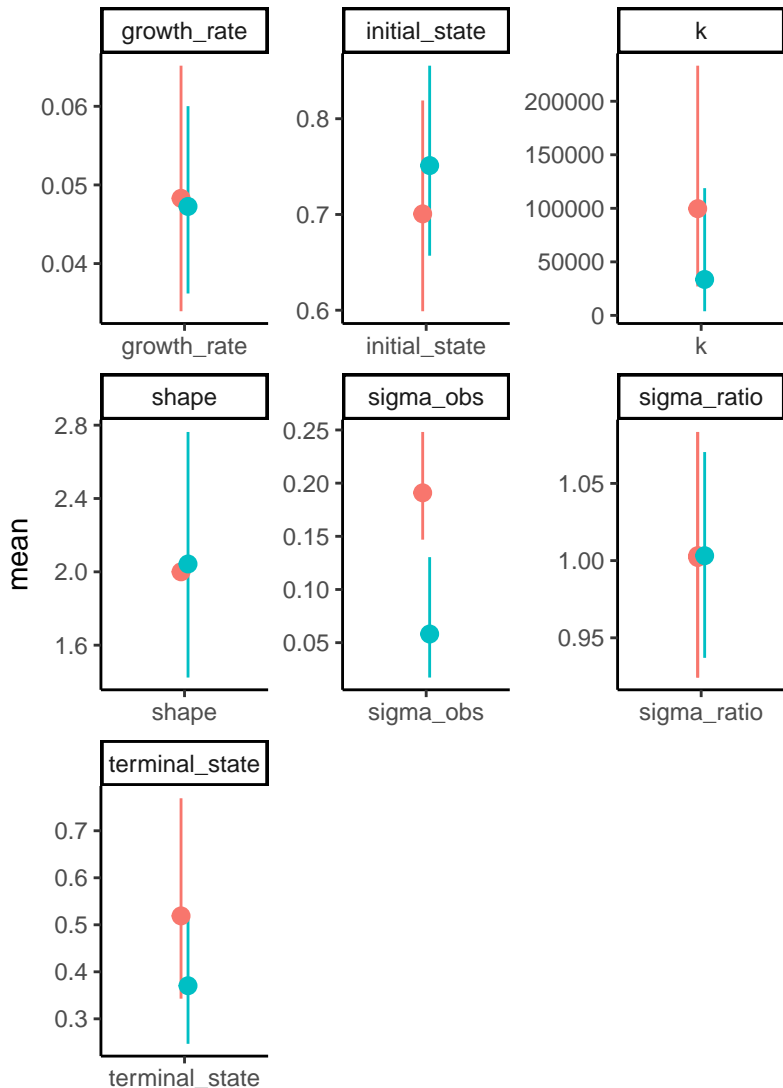 growth_rate
0.06
0.05
0.04
growth_rate
initial_state
0.8
0.7
0.6
initial_state
k
200000
150000
100000
50000
0
k
mean
shape
2.8
2.4
2.0
1.6
shape
sigma_obs
0.25
0.20
0.15
0.10
0.05
sigma_obs
sigma_ratio
1.05
1.00
0.95
sigma_ratio
terminal_state
0.7
0.6
0.5
0.4
0.3
terminal_state